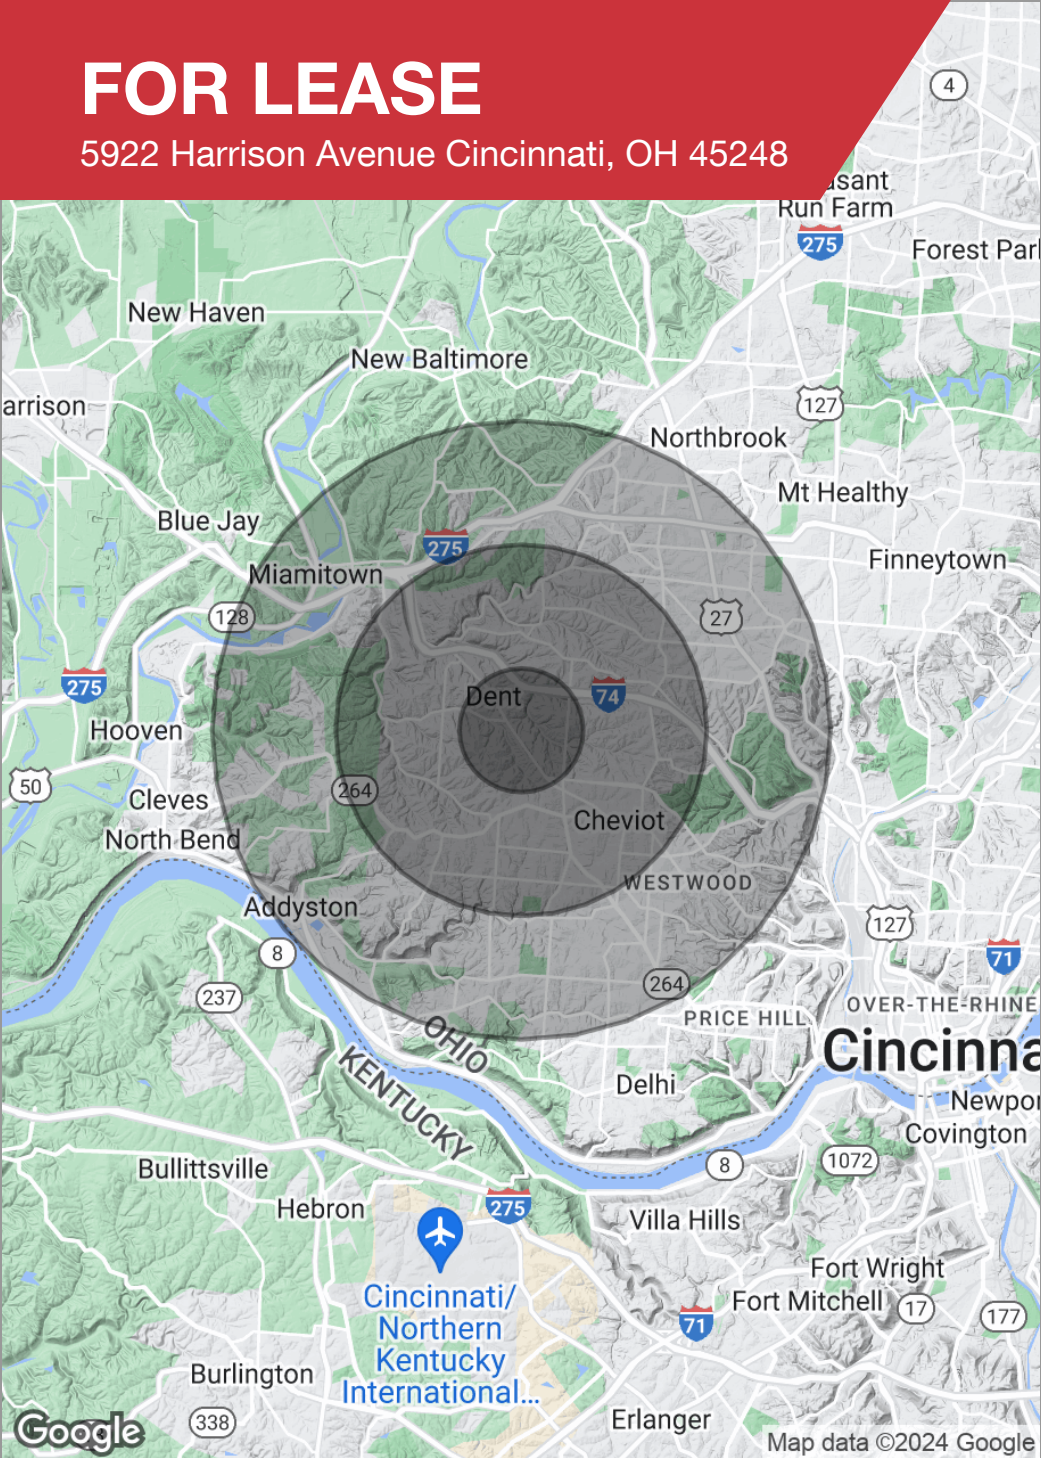 FOR LEASE
5922 Harrison Avenue Cincinnati, OH 45248
4
asant
Run Farm
275
Forest Par
New Haven
New Baltimore
127
arrison
Northbrook
Mt Healthy
Blue Jay
275
Finneytown
Miamitown
128
27
275
Dent
74
Hooven
50
264
Cleves
Cheviot
North Bend
WESTWOOD
Addyston
127
8
71
264
237
OVER-THE-RHINE
PRICE HILL
OHIO
Cincinna
KENTUCKY
Delhi
Newpor
Covington
1072
8
Bullittsville
275
Hebron
Villa Hills
Fort Wright
Cincinnati/
Northern
Kentucky
International...
Fort Mitchell
17
177
71
Burlington
338
Erlanger
Google
Map data ©2024 Google